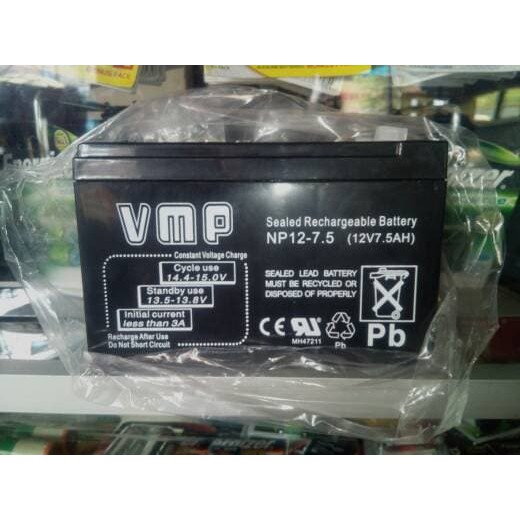 VMP
Sealed Rechargeable Battery
NP12-7.5 (12V7.5AH)
Constant Voltage Charge
Cycle use
14.4-15.0V
Standby use
13.5-13.8V
Initial current
less than 3A
Recharge After Use
Do Not Short Circuit
SEALED LEAD BATTERY
MUST BE RECYCLED OR
DISPOSED OF PROPERLY
CE RU
MH47211
Pb
Pb